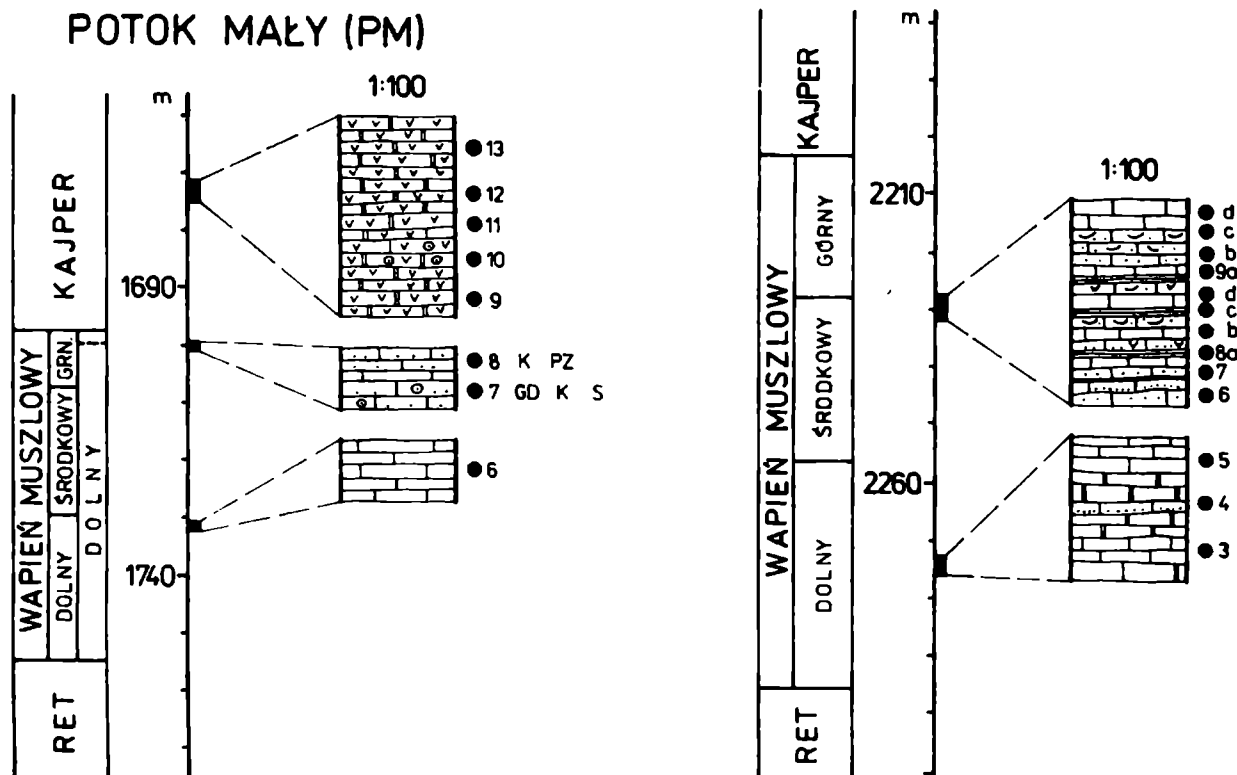 POTOK MAŁY (PM)
m
1:100
KAJPER
WAPIEŃ MUSZLOWY
GRN.
ŚRODKOWY
DOLNY
DOLNY
RET
1690
1740
13
12
11
10
9
8 K PZ
7 GD K S
6
m
1:100
KAJPER
WAPIEŃ MUSZLOWY
GÓRNY
ŚRODKOWY
DOLNY
RET
2210
2260
d
c
b
9a
d
c
b
8a
7
6
5
4
3